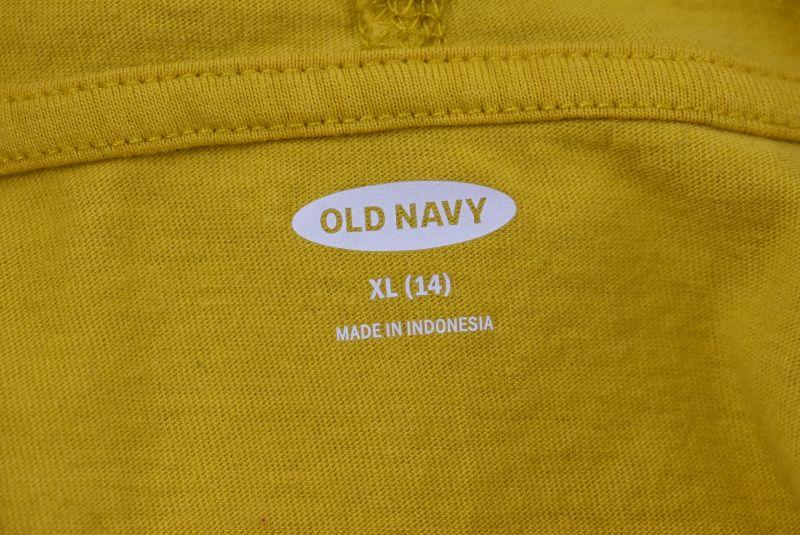 OLD NAVY
XL (14)
MADE IN INDONESIA